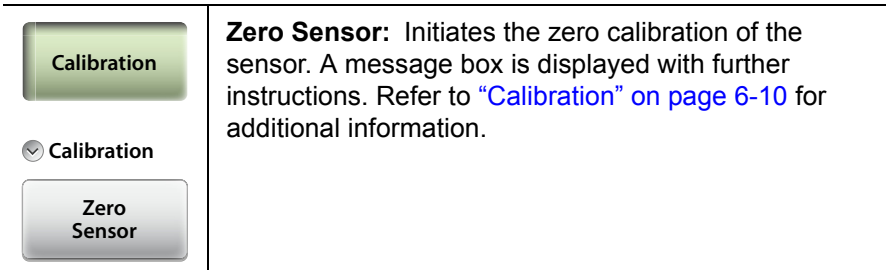 Calibration
Calibration
Zero
Sensor
Zero Sensor: Initiates the zero calibration of the
sensor. A message box is displayed with further
instructions. Refer to “Calibration” on page 6-10 for
additional information.